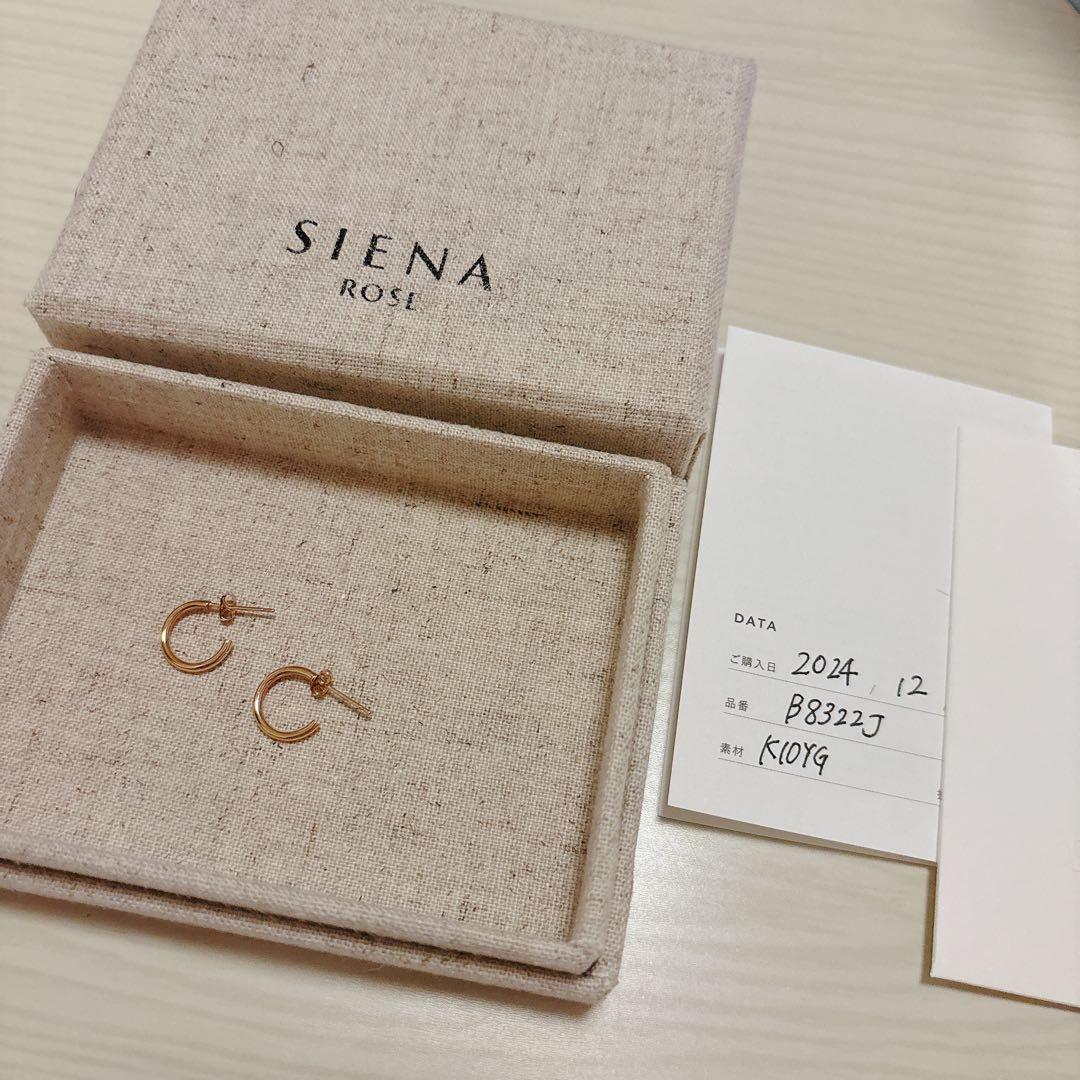 SIENA
ROSE
DATA
ご購入日 2024, 12
品番 B8322J
素材 K10YG